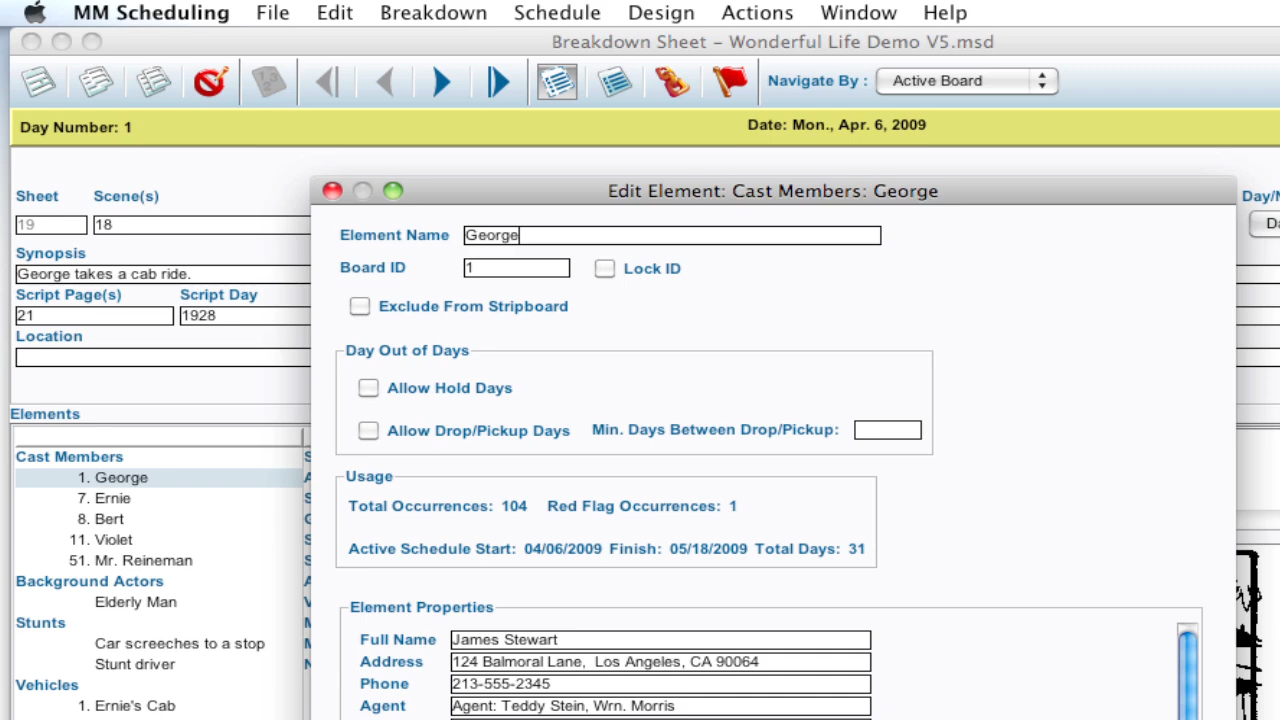 MM Scheduling File Edit Breakdown Schedule Design Actions Window Help
Breakdown Sheet – Wonderful Life Demo V5.msd
Navigate By : Active Board
Day Number: 1 Date: Mon., Apr. 6, 2009
Edit Element: Cast Members: George
Sheet Scene(s)
19 18
Synopsis
George takes a cab ride.
Script Page(s) Script Day
21 1928
Location
Elements
Cast Members
1. George
7. Ernie
8. Bert
11. Violet
51. Mr. Reineman
Background Actors
Elderly Man
Stunts
Car screeches to a stop
Stunt driver
Vehicles
1. Ernie's Cab
Element Name George
Board ID 1 Lock ID
Exclude From Stripboard
Day Out of Days
Allow Hold Days
Allow Drop/Pickup Days Min. Days Between Drop/Pickup:
Usage
Total Occurrences: 104 Red Flag Occurrences: 1
Active Schedule Start: 04/06/2009 Finish: 05/18/2009 Total Days: 31
Element Properties
Full Name James Stewart
Address 124 Balmoral Lane, Los Angeles, CA 90064
Phone 213-555-2345
Agent Agent: Teddy Stein, Wrn. Morris